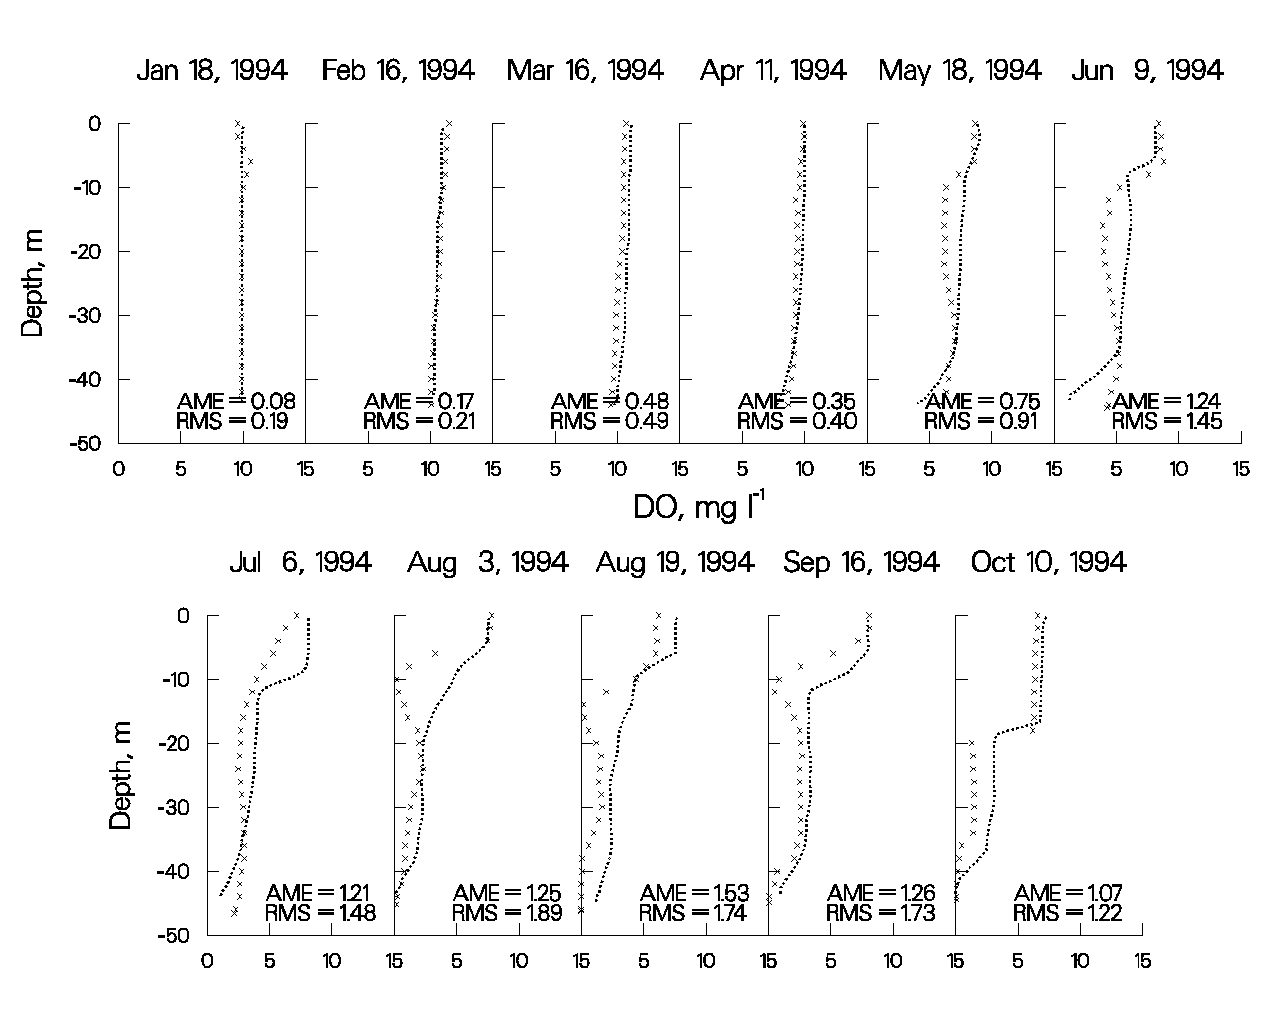 Jan 18, 1994 Feb 16, 1994 Mar 16, 1994 Apr 11, 1994 May 18, 1994 Jun 9, 1994
0
-10
-20
-30
-40
-50
Depth, m
AME = 0.08 AME = 0.17 AME = 0.48 AME = 0.35 AME = 0.75 AME = 1.24
RMS = 0.19 RMS = 0.21 RMS = 0.49 RMS = 0.40 RMS = 0.91 RMS = 1.45
0 5 10 15 5 10 15 5 10 15 5 10 15 5 10 15 5 10 15
DO, mg l-1
Jul 6, 1994 Aug 3, 1994 Aug 19, 1994 Sep 16, 1994 Oct 10, 1994
0
-10
-20
-30
-40
-50
Depth, m
AME = 1.21 AME = 1.25 AME = 1.53 AME = 1.26 AME = 1.07
RMS = 1.48 RMS = 1.89 RMS = 1.74 RMS = 1.73 RMS = 1.22
0 5 10 15 5 10 15 5 10 15 5 10 15 5 10 15